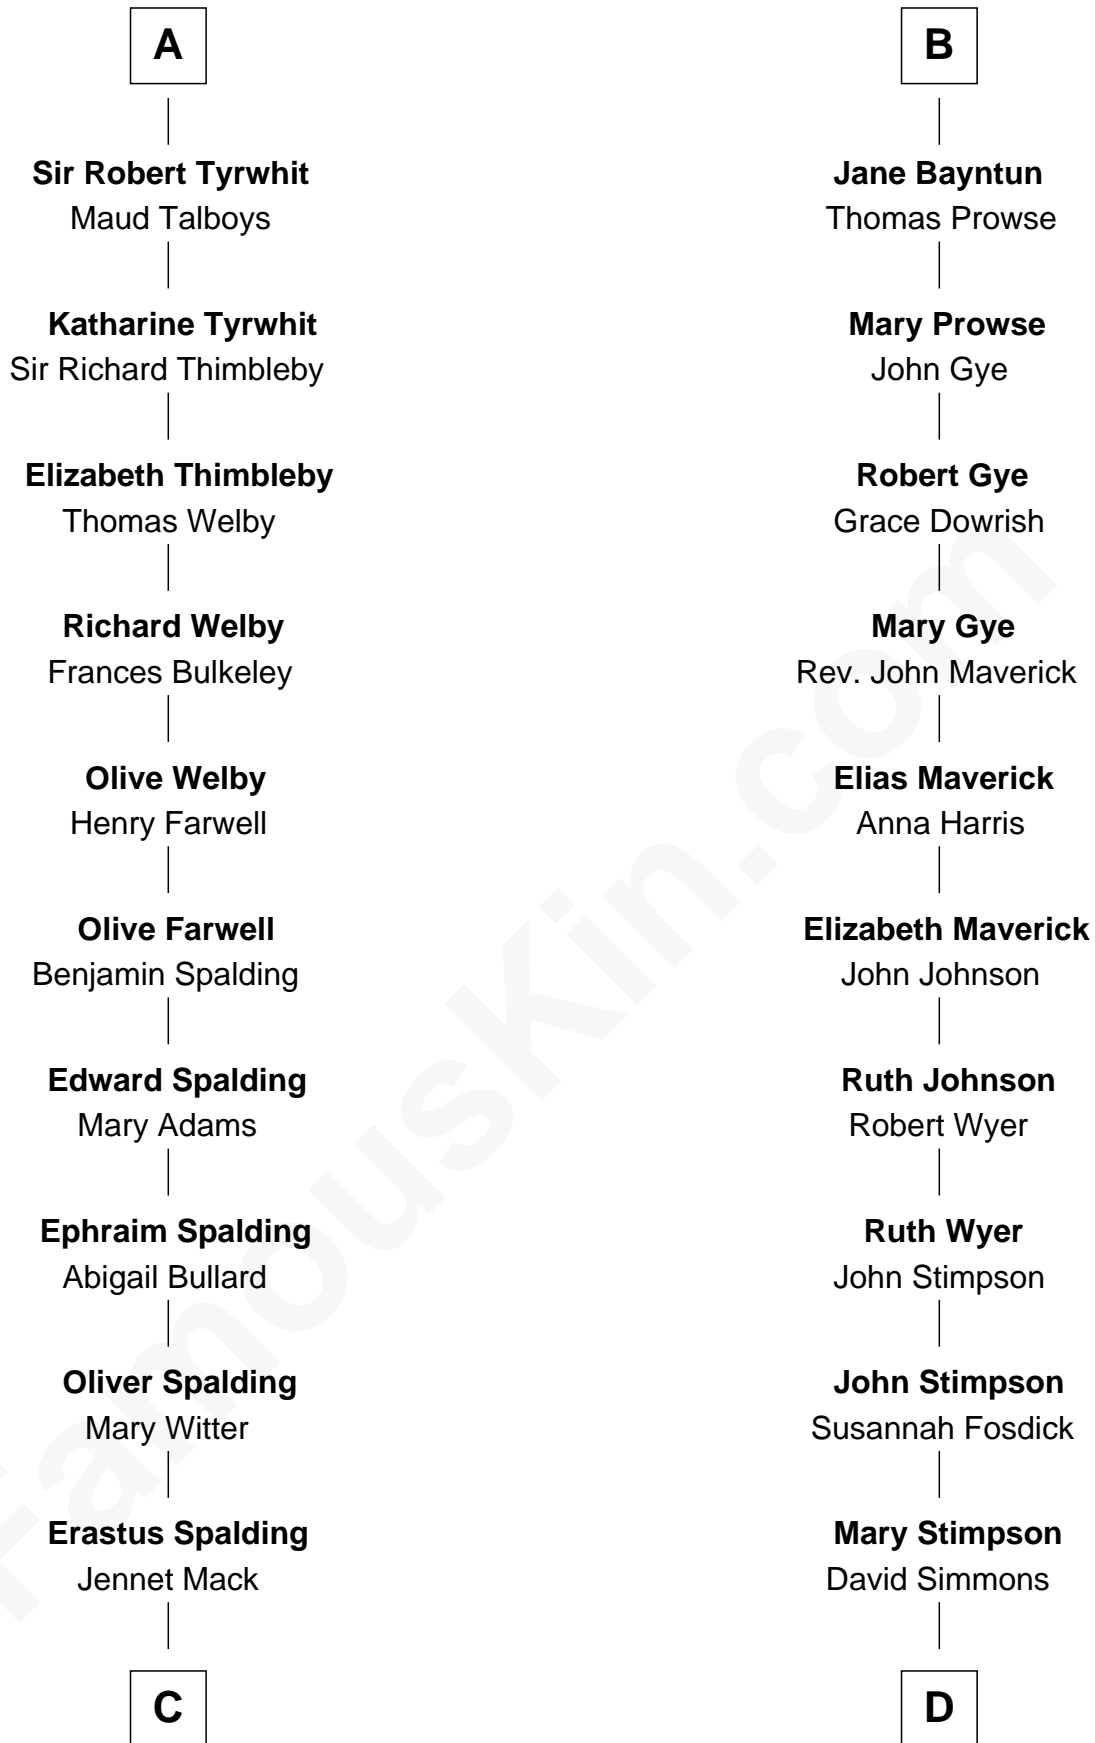 A
Sir Robert Tyrwhit
Maud Talboys
Katharine Tyrwhit
Sir Richard Thimbleby
Elizabeth Thimbleby
Thomas Welby
Richard Welby
Frances Bulkeley
Olive Welby
Henry Farwell
Olive Farwell
Benjamin Spalding
Edward Spalding
Mary Adams
Ephraim Spalding
Abigail Bullard
Oliver Spalding
Mary Witter
Erastus Spalding
Jennet Mack
C
B
Jane Bayntun
Thomas Prowse
Mary Prowse
John Gye
Robert Gye
Grace Dowrish
Mary Gye
Rev. John Maverick
Elias Maverick
Anna Harris
Elizabeth Maverick
John Johnson
Ruth Johnson
Robert Wyer
Ruth Wyer
John Stimpson
John Stimpson
Susannah Fosdick
Mary Stimpson
David Simmons
D
FamousKin.com